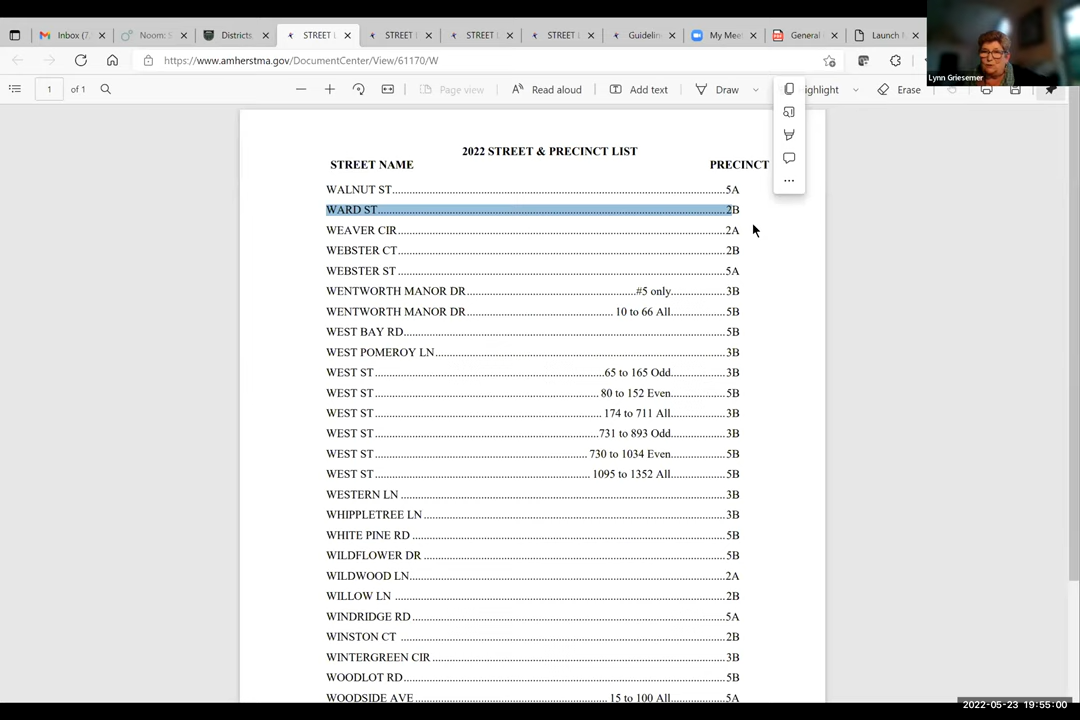 Inbox (7.
Noom: S
Districts,
STREET L
STREET L
STREET L
STREET L
Guidelin
My Mee
General
Launch M
https://www.amherstma.gov/DocumentCenter/View/61170/W
Lynn Griesemer
1 of 1
Page view
Read aloud
Add text
Draw
highlight
Erase
2022 STREET & PRECINCT LIST
STREET NAME PRECINCT
WALNUT ST 5A
WARD ST 2B
WEAVER CIR 2A
WEBSTER CT 2B
WEBSTER ST 5A
WENTWORTH MANOR DR #5 only 3B
WENTWORTH MANOR DR 10 to 66 All 5B
WEST BAY RD 5B
WEST POMEROY LN 3B
WEST ST 65 to 165 Odd 3B
WEST ST 80 to 152 Even 5B
WEST ST 174 to 711 All 3B
WEST ST 731 to 893 Odd 3B
WEST ST 730 to 1034 Even 5B
WEST ST 1095 to 1352 All 5B
WESTERN LN 3B
WHIPPLETREE LN 3B
WHITE PINE RD 5B
WILDFLOWER DR 5B
WILDWOOD LN 2A
WILLOW LN 2B
WINDRIDGE RD 5A
WINSTON CT 2B
WINTERGREEN CIR 3B
WOODLOT RD 5B
WOODSIDE AVE 15 to 100 All 5A
2022-05-23 19:55:00